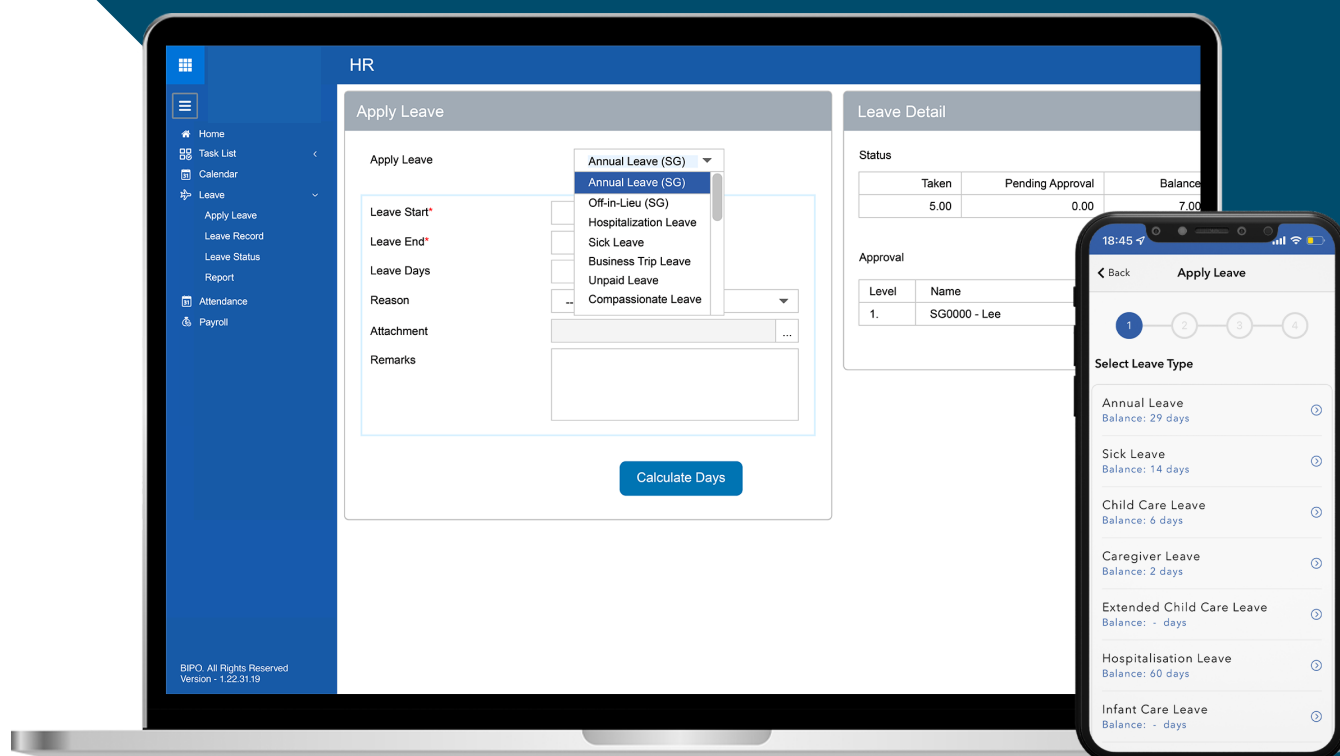 HR
Home
Task List
Calendar
Leave
Apply Leave
Leave Record
Leave Status
Report
Attendance
Payroll
BIPO. All Rights Reserved
Version - 1.22.31.19
Apply Leave
Apply Leave
Annual Leave (SG)
Annual Leave (SG)
Off-in-Lieu (SG)
Hospitalization Leave
Sick Leave
Business Trip Leave
Unpaid Leave
Compassionate Leave
Leave Start*
Leave End*
Leave Days
Reason
--
Attachment
...
Remarks
Calculate Days
Leave Detail
Status
Taken Pending Approval Balance
5.00 0.00 7.00
Approval
Level Name
1. SG0000 - Lee
18:45
Back Apply Leave
1 2 3 4
Select Leave Type
Annual Leave
Balance: 29 days
Sick Leave
Balance: 14 days
Child Care Leave
Balance: 6 days
Caregiver Leave
Balance: 2 days
Extended Child Care Leave
Balance: - days
Hospitalisation Leave
Balance: 60 days
Infant Care Leave
Balance: - days